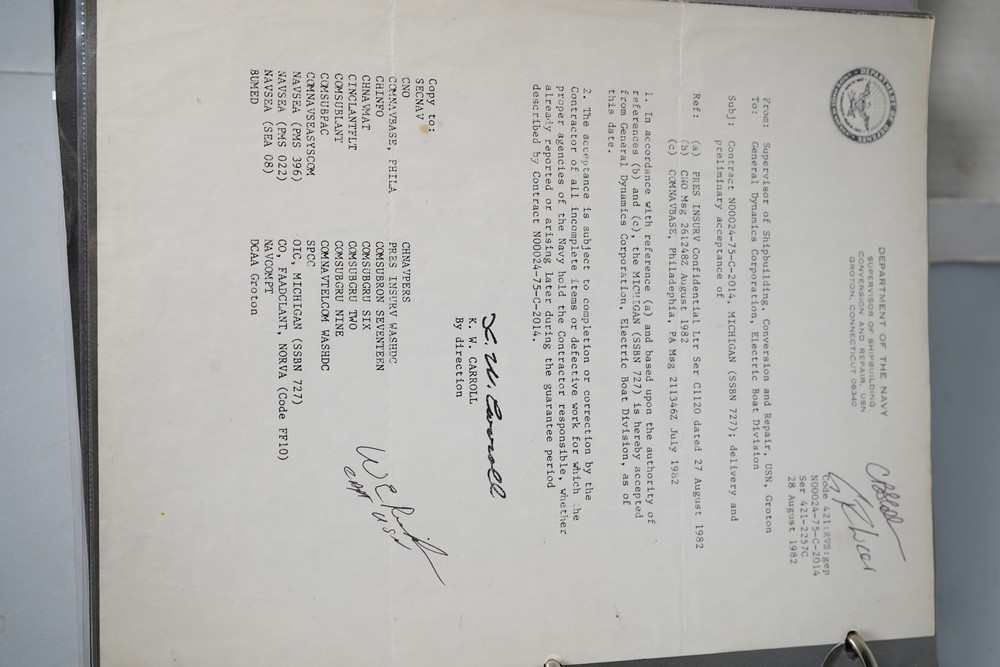 DEPARTMENT OF THE NAVY
SUPERVISOR OF SHIPBUILDING
CONVERSION AND REPAIR, USN
GROTON, CONNECTICUT 06340
Code 421:EVS:gep
N00024-75-C-2014
Ser 421-2257C
28 August 1982
From: Supervisor of Shipbuilding, Conversion and Repair, USN, Groton
To: General Dynamics Corporation, Electric Boat Division
Subj: Contract N00024-75-C-2014, MICHIGAN (SSBN 727); delivery and
preliminary acceptance of
Ref: (a) PRES INSURV Confidential Ltr Ser C1120 dated 27 August 1982
(b) CNO Msg 261248Z August 1982
(c) COMNAVBASE, Philadephia, PA Msg 211346Z July 1982
1. In accordance with reference (a) and based upon the authority of
references (b) and (c), the MICHIGAN (SSBN 727) is hereby accepted
from General Dynamics Corporation, Electric Boat Division, as of
this date.
2. The acceptance is subject to completion or correction by the
Contractor of all incomplete items or defective work for which the
proper agencies of the Navy hold the Contractor responsible, whether
already reported or arising later during the guarantee period
described by Contract N00024-75-C-2014.
K. W. Carroll
K. W. CARROLL
By direction
CAPT USN
Copy to:
SECNAV
CNO
COMNAVBASE, PHILA
CHINFO
CHNAVMAT
CINCLANTFLT
COMSUBLANT
COMSUBPAC
COMNAVSEASYSCOM
NAVSEA (PMS 396)
NAVSEA (PMS 022)
NAVSEA (SEA 08)
BUMED
CHNAVPERS
PRES INSURV WASHDC
COMSUBRON SEVENTEEN
COMSUBGRU SIX
COMSUBGRU TWO
COMSUBGRU NINE
COMNAVTELCOM WASHDC
SPCC
OIC, MICHIGAN (SSBN 727)
CO, FAADCLANT, NORVA (Code FF10)
NAVCOMPT
DCAA Groton